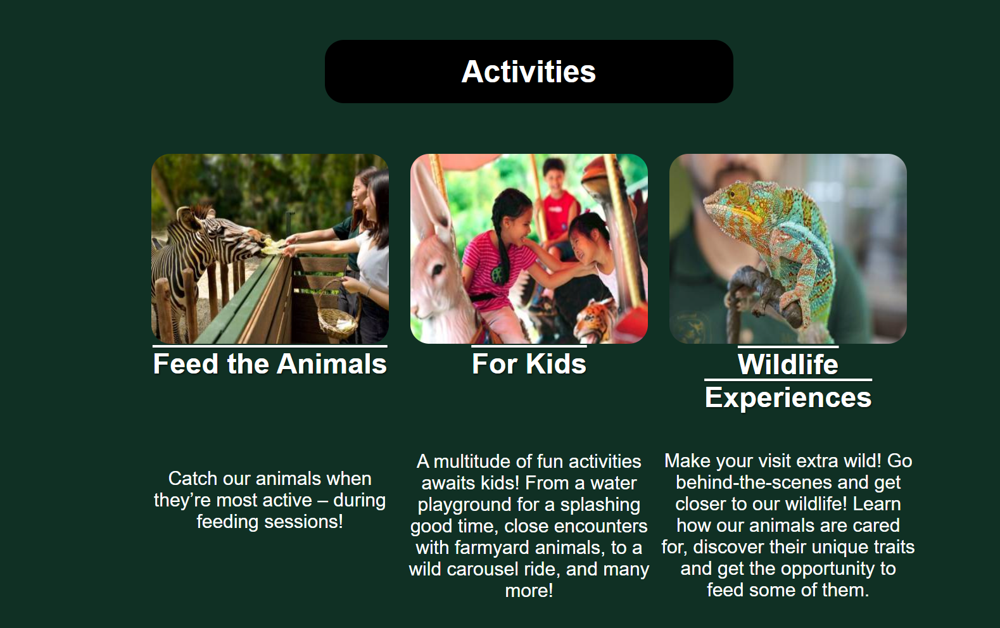 Activities
Feed the Animals
For Kids
Wildlife
Experiences
Catch our animals when
they’re most active – during
feeding sessions!
A multitude of fun activities
awaits kids! From a water
playground for a splashing
good time, close encounters
with farmyard animals, to a
wild carousel ride, and many
more!
Make your visit extra wild! Go
behind-the-scenes and get
closer to our wildlife! Learn
how our animals are cared
for, discover their unique traits
and get the opportunity to
feed some of them.